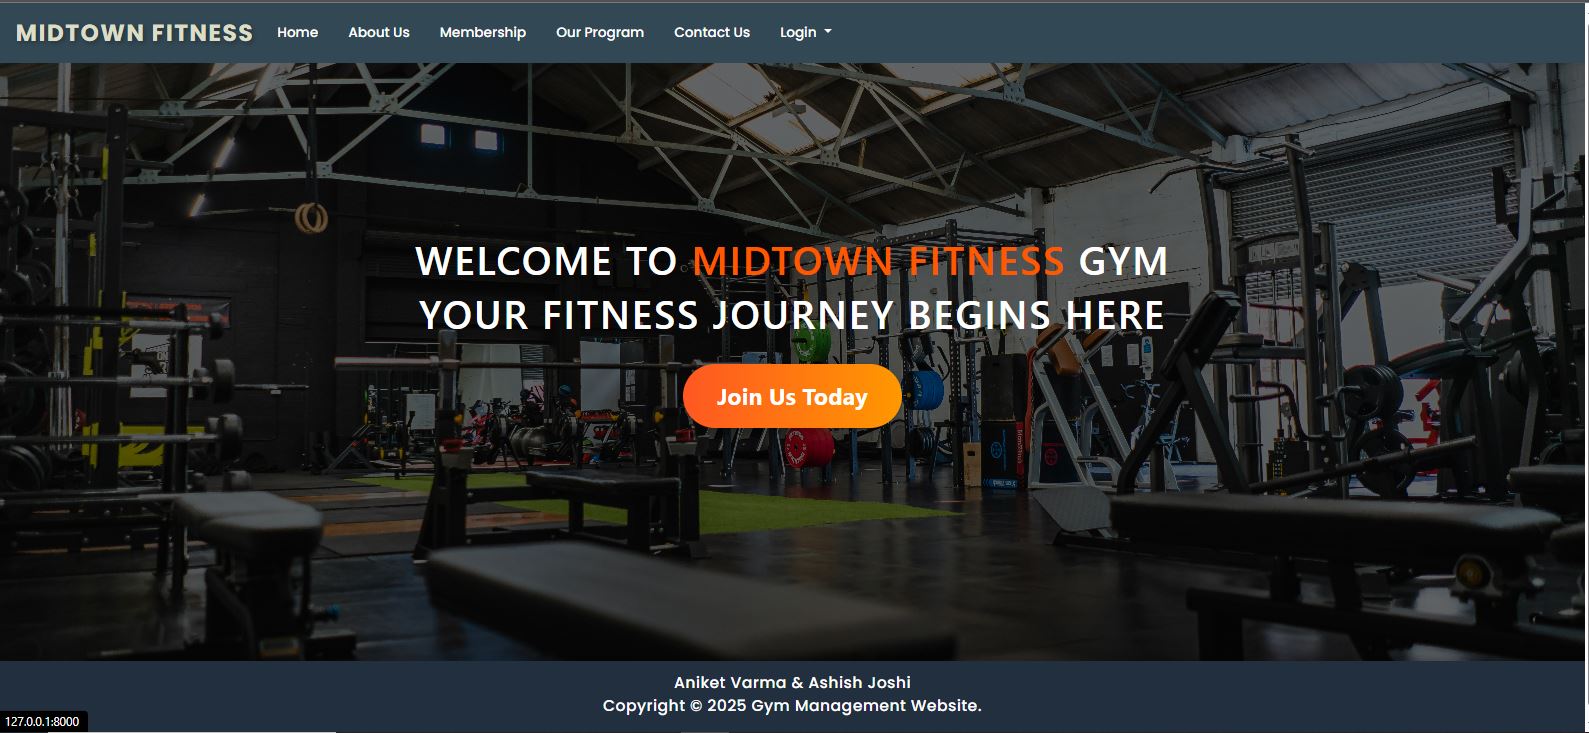 MIDTOWN FITNESS
Home
About Us
Membership
Our Program
Contact Us
Login
WELCOME TO MIDTOWN FITNESS GYM
YOUR FITNESS JOURNEY BEGINS HERE
Join Us Today
Aniket Varma & Ashish Joshi
Copyright © 2025 Gym Management Website.
127.0.0.1:8000